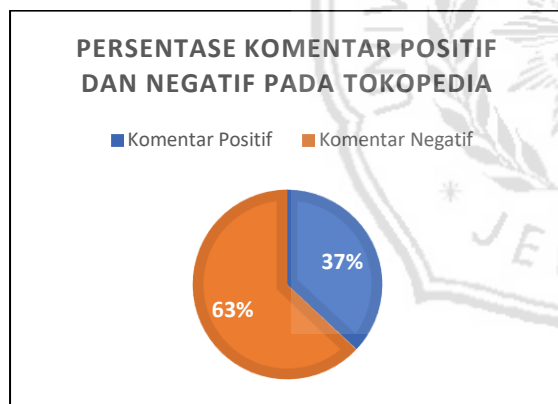 PERSENTASE KOMENTAR POSITIF
DAN NEGATIF PADA TOKOPEDIA
Komentar Positif Komentar Negatif
37%
63%